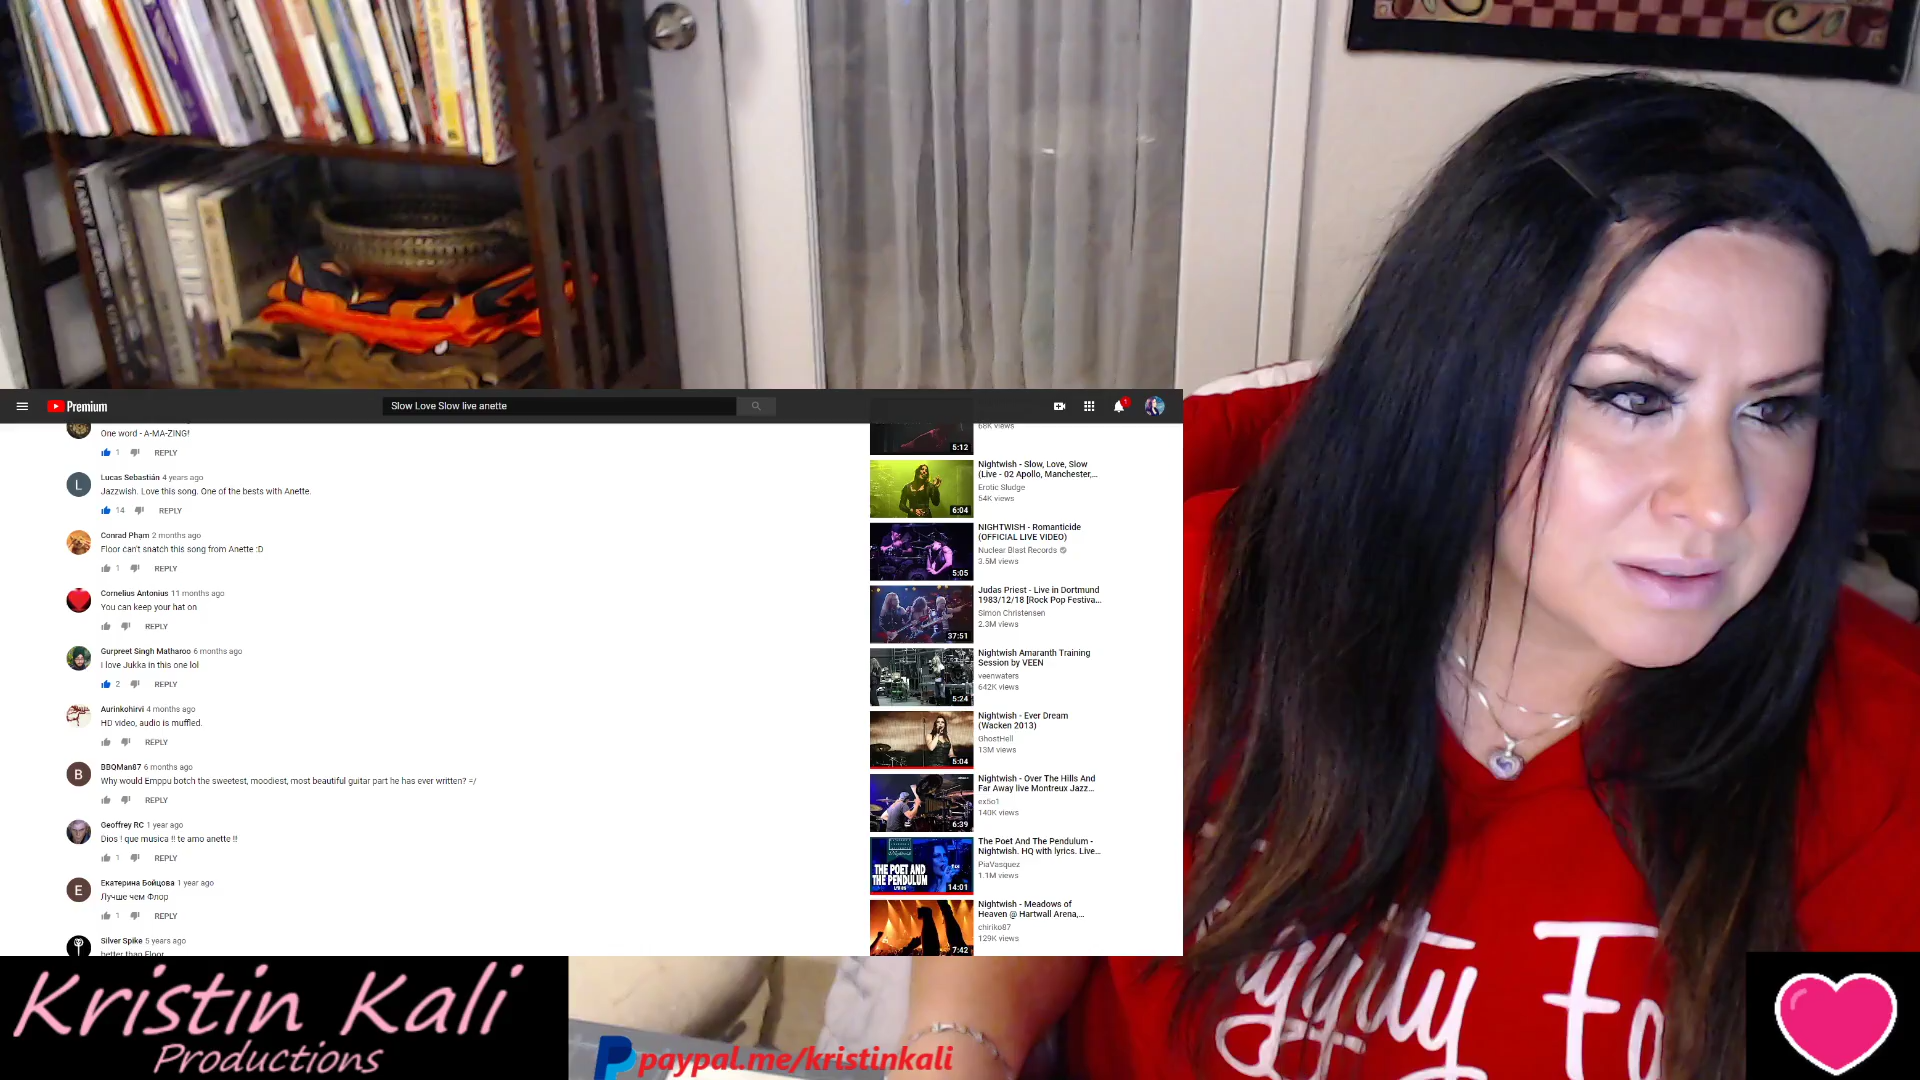 Premium
Slow Love Slow live anette
1
One word - A-MA-ZING!
1 REPLY
Lucas Sebastián 4 years ago
Jazzwish. Love this song. One of the bests with Anette.
14 REPLY
L
Conrad Pham 2 months ago
Floor can't snatch this song from Anette :D
1 REPLY
Cornelius Antonius 11 months ago
You can keep your hat on
REPLY
Gurpreet Singh Matharoo 6 months ago
I love Jukka in this one lol
2 REPLY
Aurinkohirvi 4 months ago
HD video, audio is muffled.
REPLY
B
BBQMan87 6 months ago
Why would Emppu botch the sweetest, moodiest, most beautiful guitar part he has ever written? =/
REPLY
Geoffrey RC 1 year ago
Dios ! que musica !! te amo anette !!
1 REPLY
E
Екатерина Бойцова 1 year ago
Лучше чем Флор
1 REPLY
Silver Spike 5 years ago
better than Floor
68K views
5:12
Nightwish - Slow, Love, Slow
(Live - 02 Apollo, Manchester,...
Erotic Sludge
54K views
6:04
NIGHTWISH - Romanticide
(OFFICIAL LIVE VIDEO)
Nuclear Blast Records
3.5M views
5:05
Judas Priest - Live in Dortmund
1983/12/18 [Rock Pop Festiva...
Simon Christensen
2.3M views
37:51
Nightwish Amaranth Training
Session by VEEN
veenwaters
642K views
5:24
Nightwish - Ever Dream
(Wacken 2013)
GhostHell
13M views
5:04
Nightwish - Over The Hills And
Far Away live Montreux Jazz...
ex5o1
140K views
6:39
The Poet And The Pendulum -
Nightwish. HQ with lyrics. Live...
PiaVasquez
1.1M views
THE POET AND
THE PENDULUM
14:01
Nightwish - Meadows of
Heaven @ Hartwall Arena,...
chiriko87
129K views
7:42
Kristin Kali
Productions
paypal.me/kristinkali